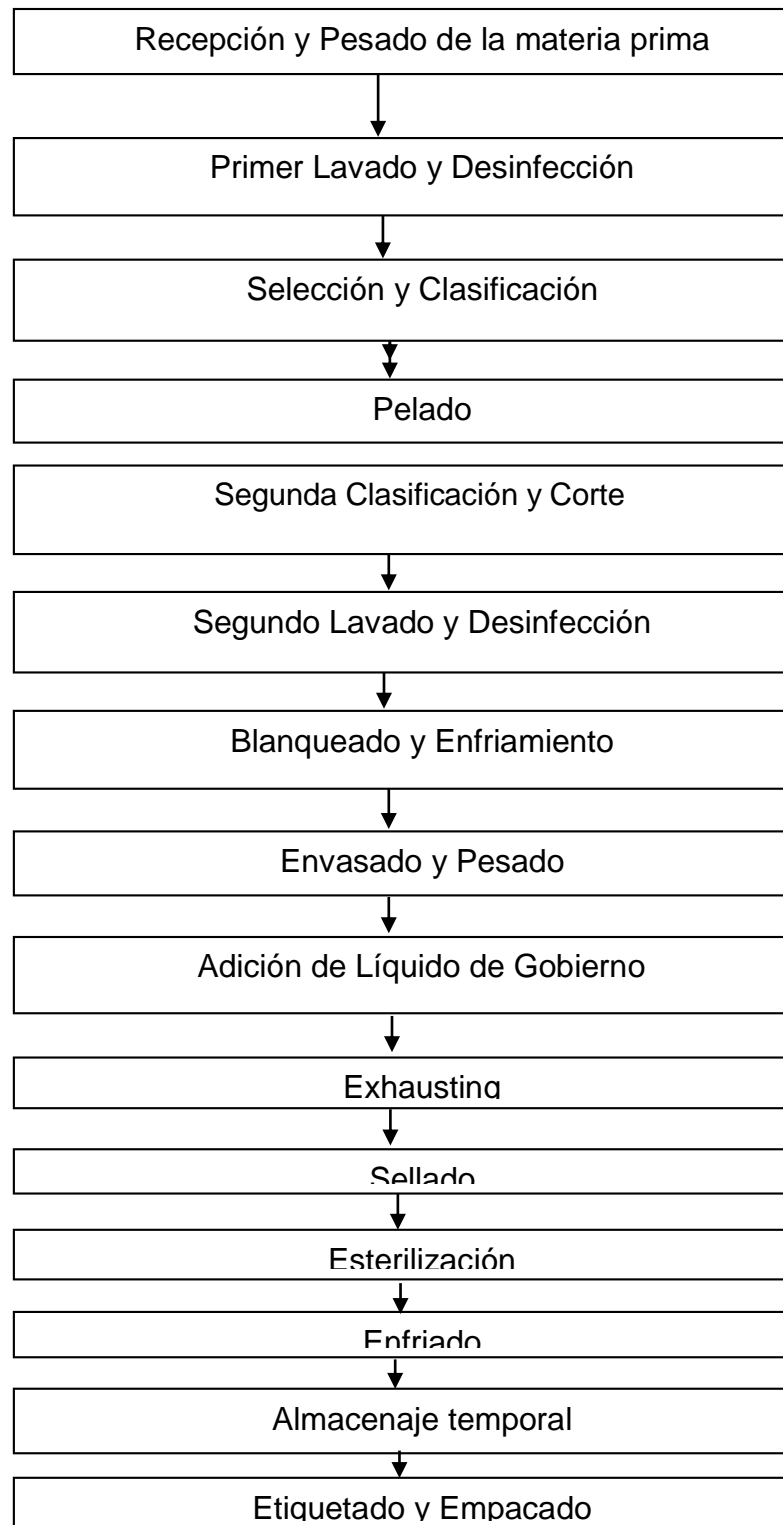 Recepción y Pesado de la materia prima
Primer Lavado y Desinfección
Selección y Clasificación
Pelado
Segunda Clasificación y Corte
Segundo Lavado y Desinfección
Blanqueado y Enfriamiento
Envasado y Pesado
Adición de Líquido de Gobierno
Exhausting
Sellado
Esterilización
Enfriado
Almacenaje temporal
Etiquetado y Empacado